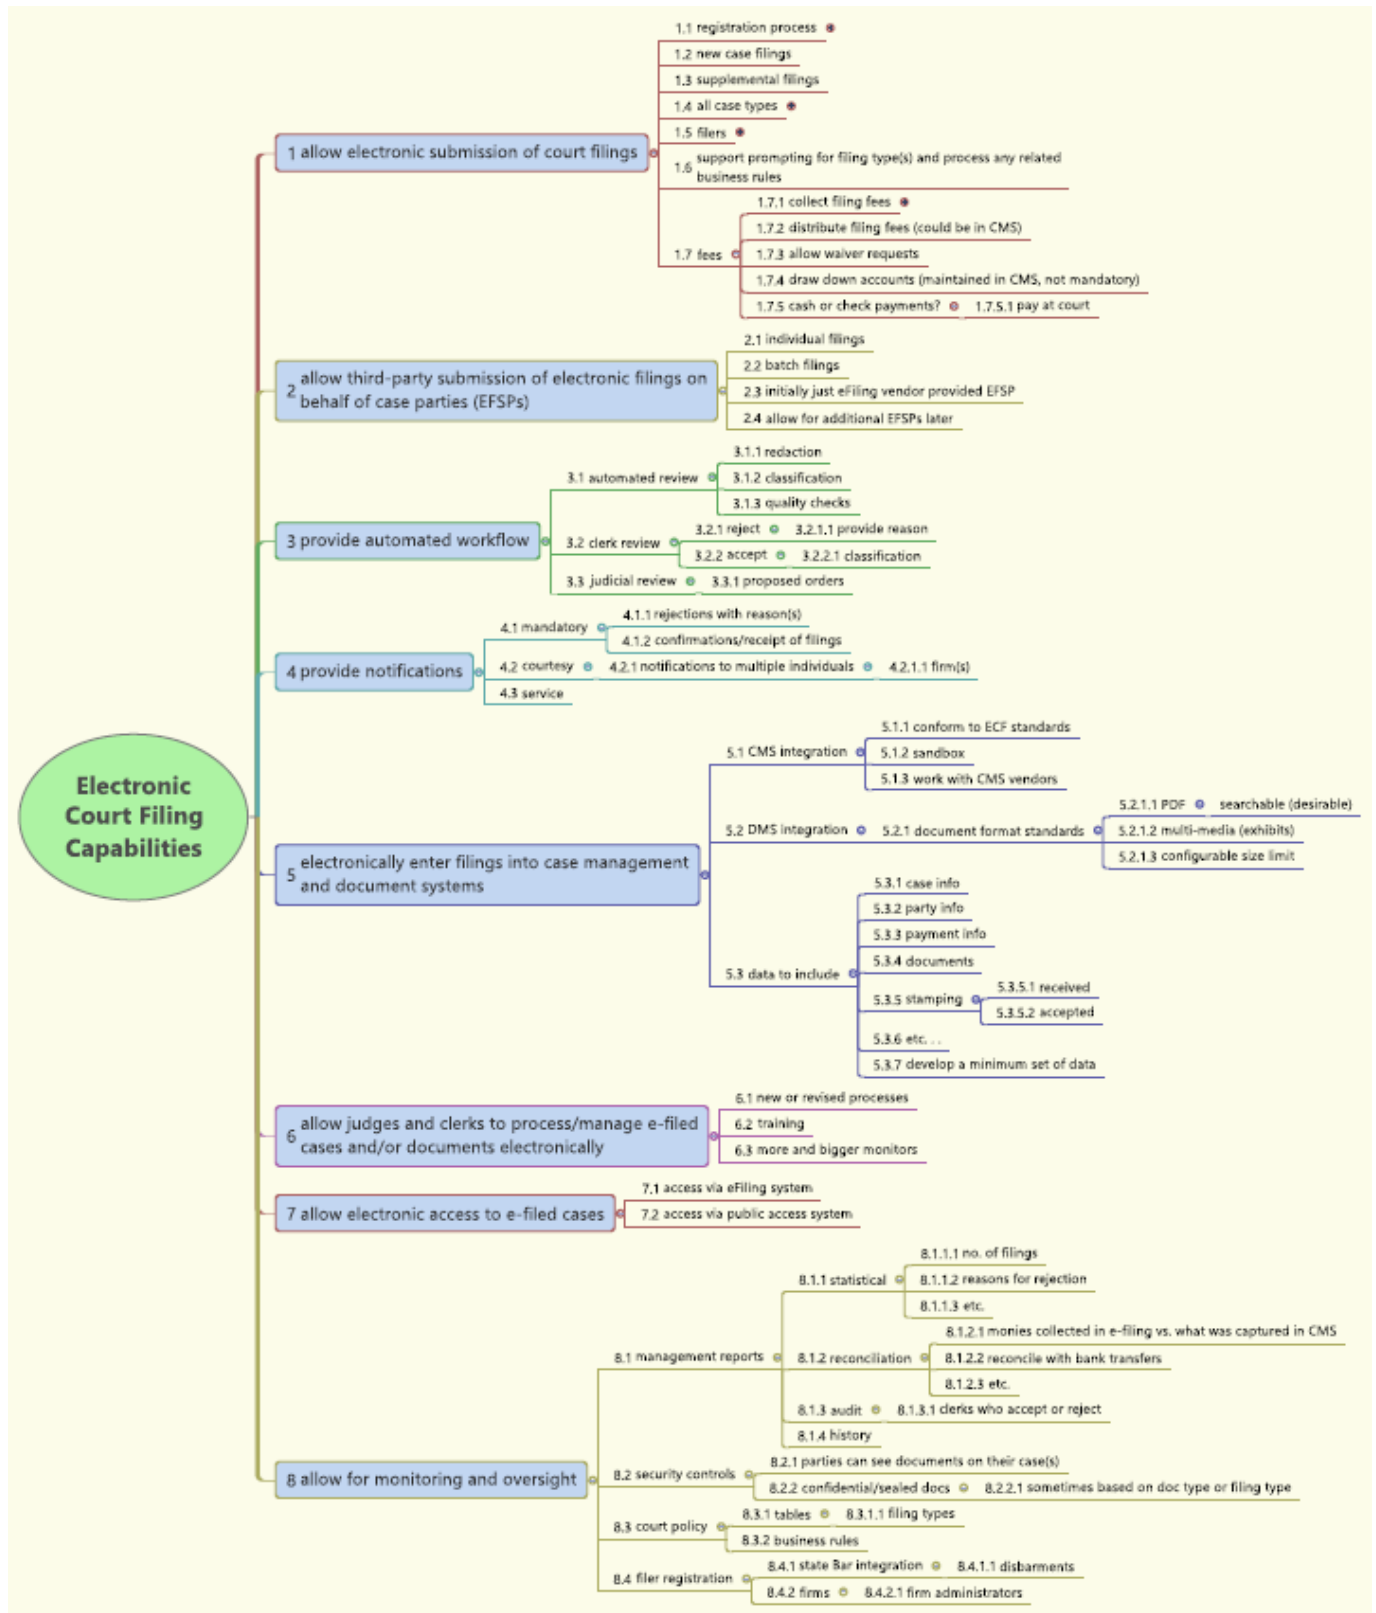 Electronic
Court Filing
Capabilities
1 allow electronic submission of court filings
1.1 registration process
1.2 new case filings
1.3 supplemental filings
1.4 all case types
1.5 filers
1.6 support prompting for filing type(s) and process any related
business rules
1.7 fees
1.7.1 collect filing fees
1.7.2 distribute filing fees (could be in CMS)
1.7.3 allow waiver requests
1.7.4 draw down accounts (maintained in CMS, not mandatory)
1.7.5 cash or check payments?
1.7.5.1 pay at court
2 allow third-party submission of electronic filings on
behalf of case parties (EFSPs)
2.1 individual filings
2.2 batch filings
2.3 initially just eFiling vendor provided EFSP
2.4 allow for additional EFSPs later
3 provide automated workflow
3.1 automated review
3.1.1 redaction
3.1.2 classification
3.1.3 quality checks
3.2 clerk review
3.2.1 reject
3.2.1.1 provide reason
3.2.2 accept
3.2.2.1 classification
3.3 judicial review
3.3.1 proposed orders
4 provide notifications
4.1 mandatory
4.1.1 rejections with reason(s)
4.1.2 confirmations/receipt of filings
4.2 courtesy
4.2.1 notifications to multiple individuals
4.2.1.1 firm(s)
4.3 service
5 electronically enter filings into case management
and document systems
5.1 CMS integration
5.1.1 conform to ECF standards
5.1.2 sandbox
5.1.3 work with CMS vendors
5.2 DMS integration
5.2.1 document format standards
5.2.1.1 PDF
searchable (desirable)
5.2.1.2 multi-media (exhibits)
5.2.1.3 configurable size limit
5.3 data to include
5.3.1 case info
5.3.2 party info
5.3.3 payment info
5.3.4 documents
5.3.5 stamping
5.3.5.1 received
5.3.5.2 accepted
5.3.6 etc. . .
5.3.7 develop a minimum set of data
6 allow judges and clerks to process/manage e-filed
cases and/or documents electronically
6.1 new or revised processes
6.2 training
6.3 more and bigger monitors
7 allow electronic access to e-filed cases
7.1 access via eFiling system
7.2 access via public access system
8 allow for monitoring and oversight
8.1 management reports
8.1.1 statistical
8.1.1.1 no. of filings
8.1.1.2 reasons for rejection
8.1.1.3 etc.
8.1.2 reconciliation
8.1.2.1 monies collected in e-filing vs. what was captured in CMS
8.1.2.2 reconcile with bank transfers
8.1.2.3 etc.
8.1.3 audit
8.1.3.1 clerks who accept or reject
8.1.4 history
8.2 security controls
8.2.1 parties can see documents on their case(s)
8.2.2 confidential/sealed docs
8.2.2.1 sometimes based on doc type or filing type
8.3 court policy
8.3.1 tables
8.3.1.1 filing types
8.3.2 business rules
8.4 filer registration
8.4.1 state Bar integration
8.4.1.1 disbarments
8.4.2 firms
8.4.2.1 firm administrators